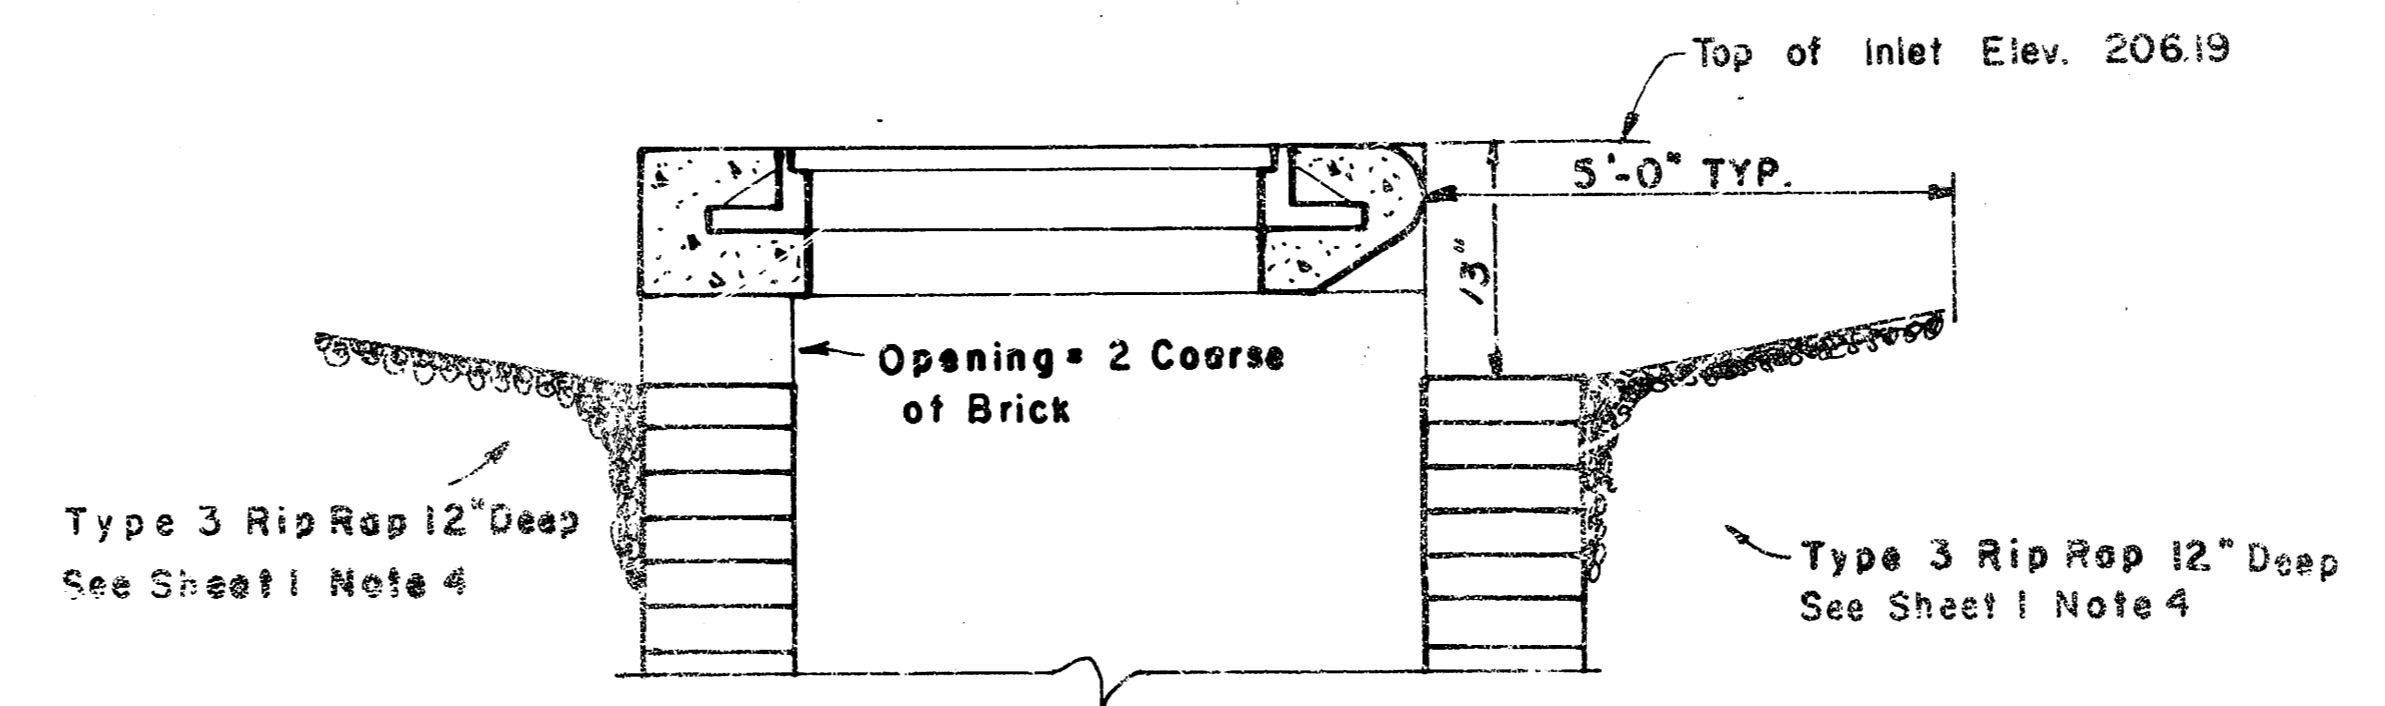 Top of Inlet Elev. 206.19
5'-0" TYP.
13"
Opening = 2 Coarse
of Brick
Type 3 Rip Rap 12" Deep
See Sheet 1 Note 4
Type 3 Rip Rap 12" Deep
See Sheet 1 Note 4